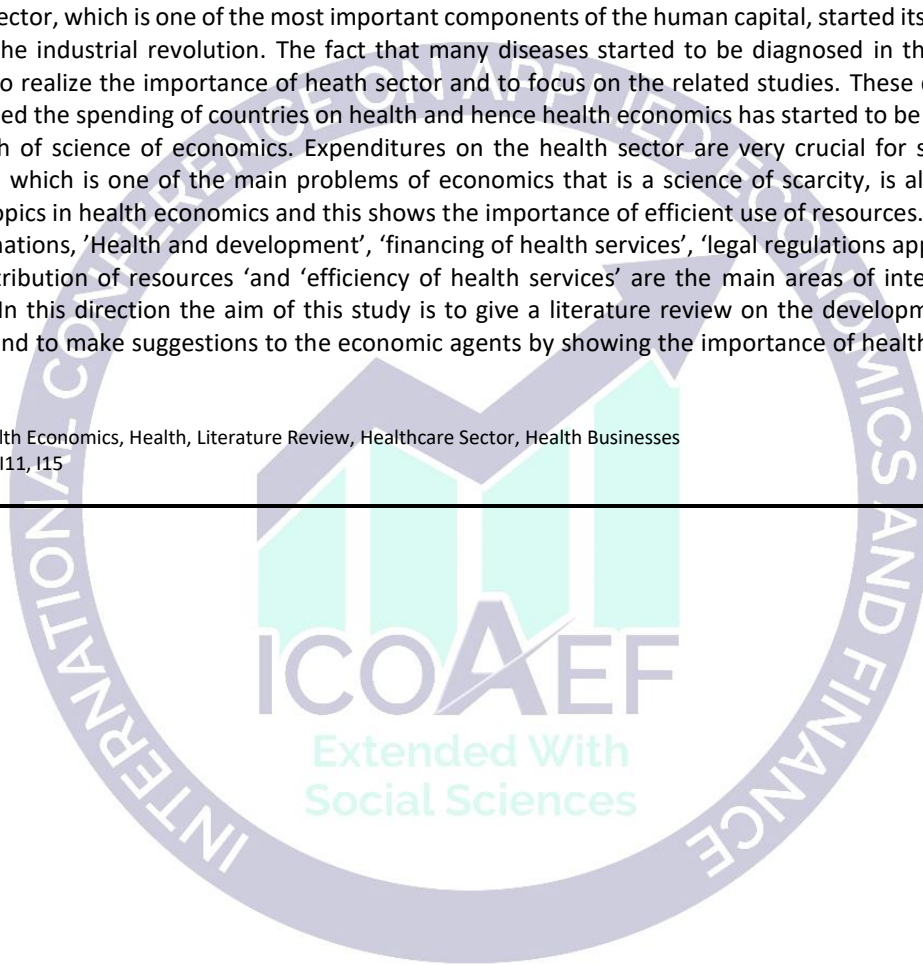 ector, which is one of the most important components of the human capital, started its
he industrial revolution. The fact that many diseases started to be diagnosed in th
o realize the importance of heath sector and to focus on the related studies. These
ed the spending of countries on health and hence health economics has started to be
h of science of economics. Expenditures on the health sector are very crucial for s
which is one of the main problems of economics that is a science of scarcity, is al
opics in health economics and this shows the importance of efficient use of resources.
nations, ’Health and development’, ‘financing of health services’, ‘legal regulations app
tribution of resources ‘and ‘efficiency of health services’ are the main areas of inte
In this direction the aim of this study is to give a literature review on the developm
nd to make suggestions to the economic agents by showing the importance of health
lth Economics, Health, Literature Review, Healthcare Sector, Health Businesses
I11, I15
INTERNATIONAL CONFERENCE ON APPLIED ECONOMICS AND FINANCE
ICOAEF
Extended With
Social Sciences